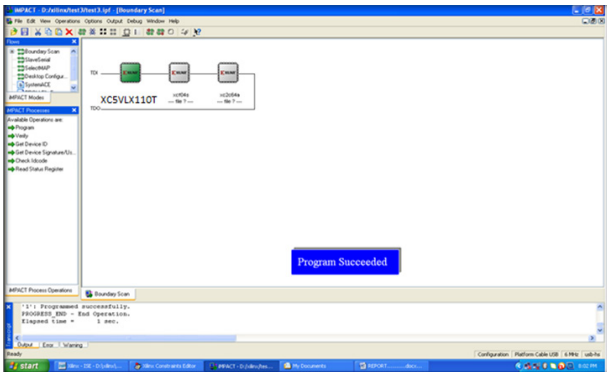 iMPACT - D:/xilinx/test3/test3.ipf - [Boundary Scan]
File Edit View Operations Options Output Debug Window Help
Flows
Boundary Scan
SlaveSerial
SelectMAP
Desktop Configur...
SystemACE
iMPACT Modes
iMPACT Processes
Available Operations are:
Program
Verify
Get Device ID
Get Device Signature/Us...
Check Idcode
Read Status Register
iMPACT Process Operations
TDI
XC5VLX110T
--- file ? ---
--- file ? ---
TDO
Program Succeeded
Boundary Scan
'1': Programmed successfully.
PROGRESS_END - End Operation.
Elapsed time = 1 sec.
Output Error Warning
Ready
Configuration Platform Cable USB 6 MHz usb-hs
start
Xilinx Constraints Editor
My Documents
8:02 PM